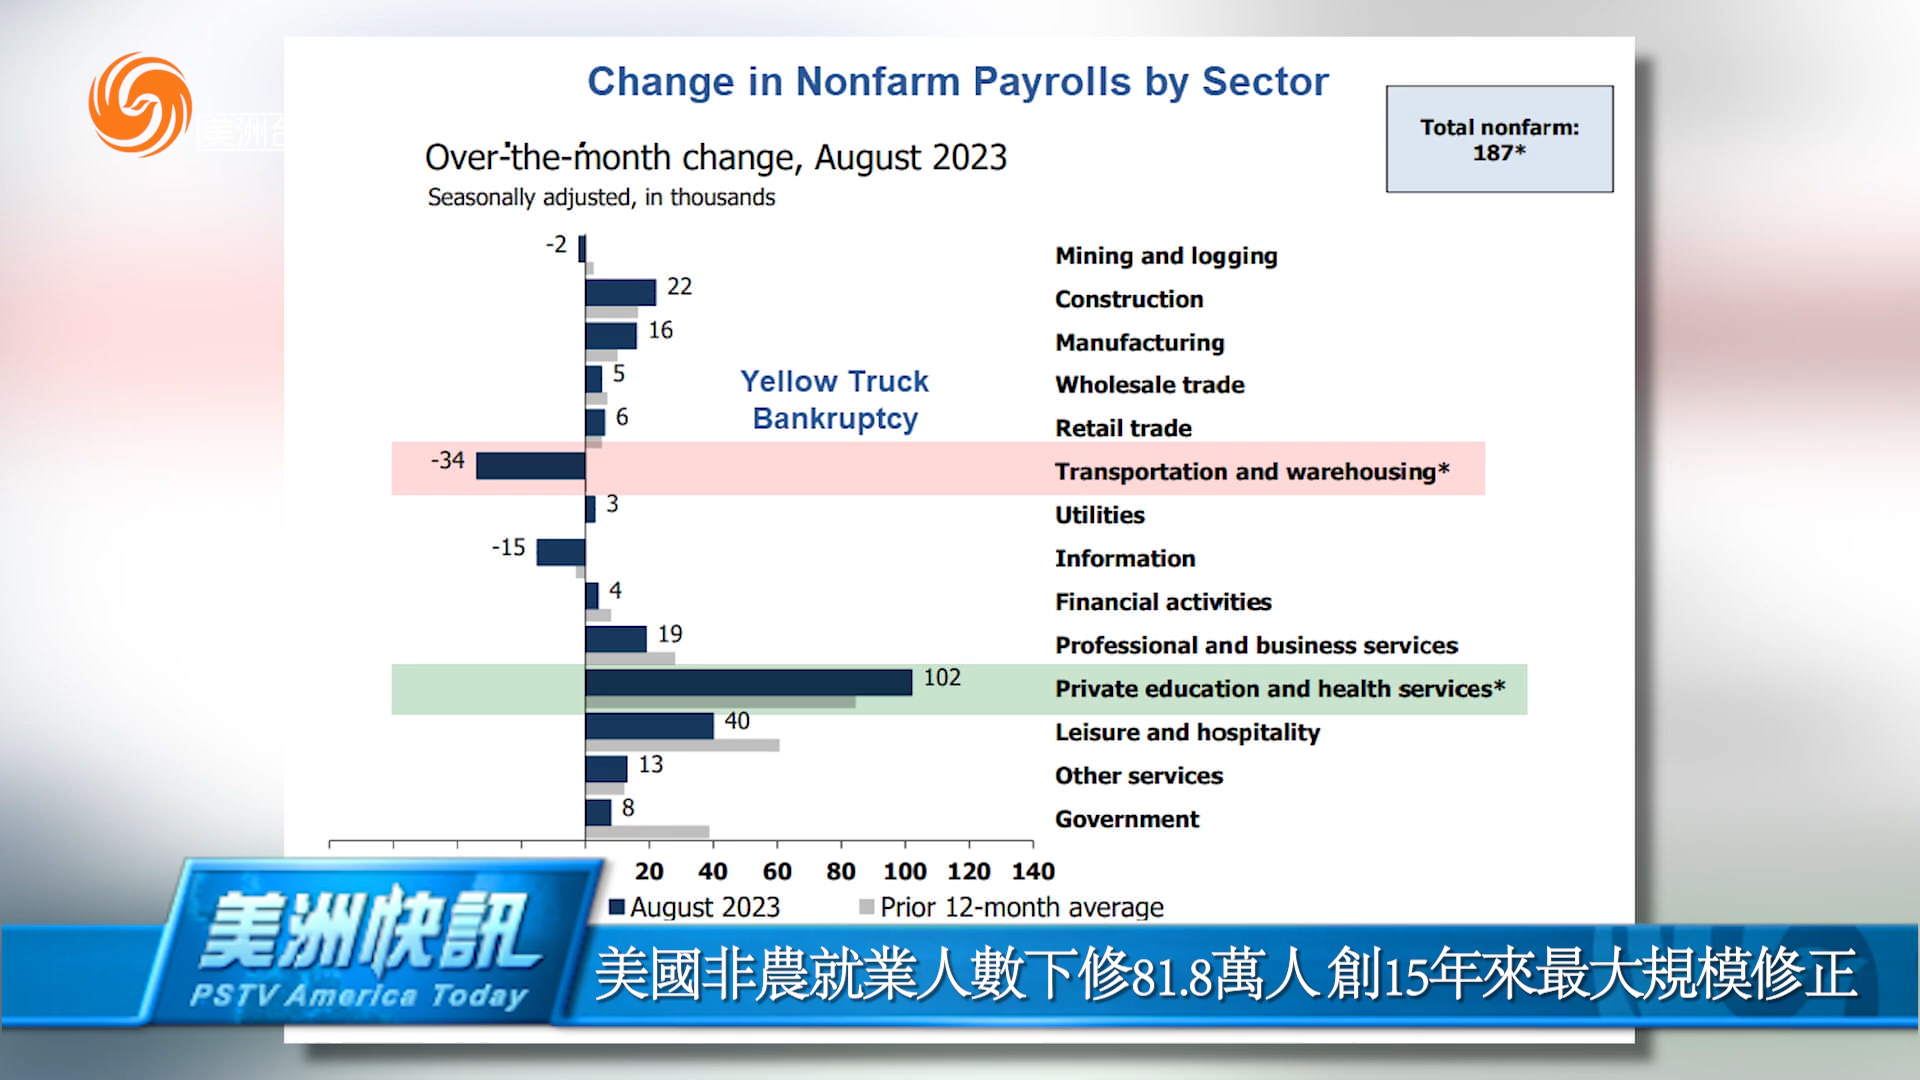 美洲台
Change in Nonfarm Payrolls by Sector
Total nonfarm:
187*
Over-the-month change, August 2023
Seasonally adjusted, in thousands
-2 Mining and logging
22 Construction
16 Manufacturing
5 Wholesale trade
Yellow Truck
Bankruptcy
6 Retail trade
-34 Transportation and warehousing*
3 Utilities
-15 Information
4 Financial activities
19 Professional and business services
102 Private education and health services*
40 Leisure and hospitality
13 Other services
8 Government
20 40 60 80 100 120 140
August 2023 Prior 12-month average
美洲快訊
PSTV America Today
美國非農就業人數下修81.8萬人 創15年來最大規模修正